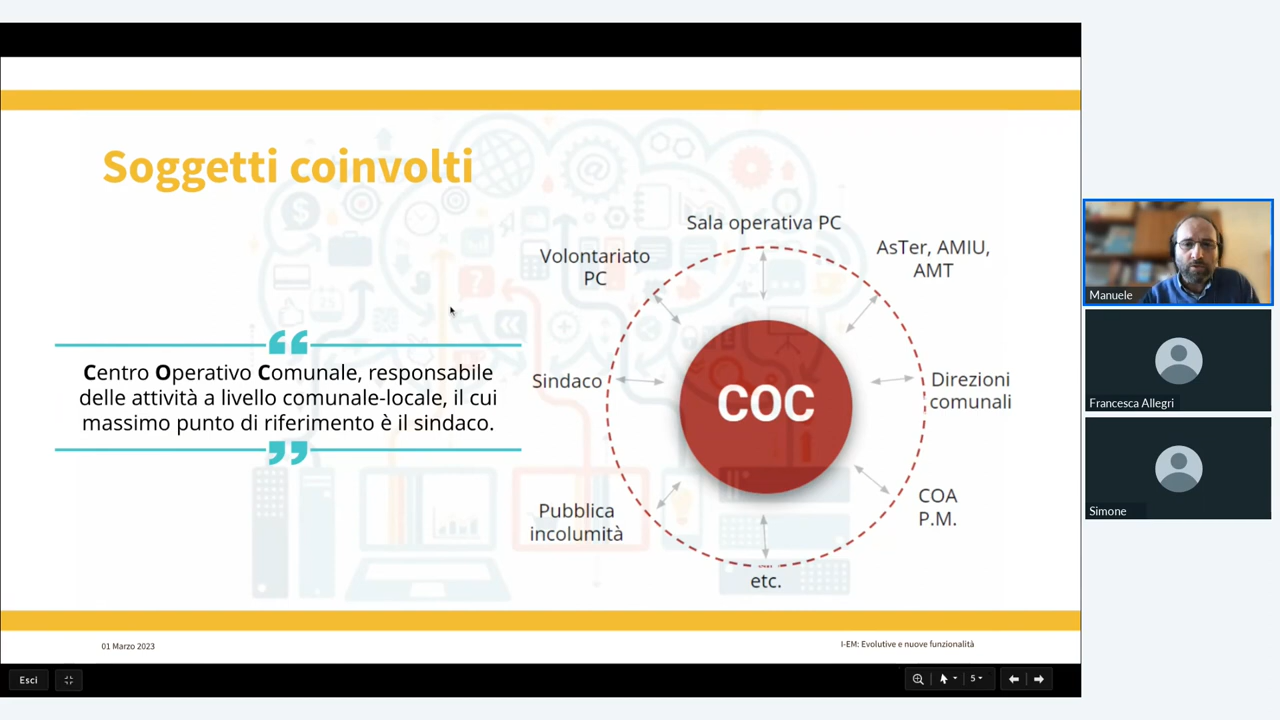 Soggetti coinvolti
Centro Operativo Comunale, responsabile
delle attività a livello comunale-locale, il cui
massimo punto di riferimento è il sindaco.
Sala operativa PC
Volontariato
PC
AsTer, AMIU,
AMT
Sindaco
COC
Direzioni
comunali
Pubblica
incolumità
COA
P.M.
etc.
01 Marzo 2023
I-EM: Evolutive e nuove funzionalità
Esci
5
Manuele
Francesca Allegri
Simone